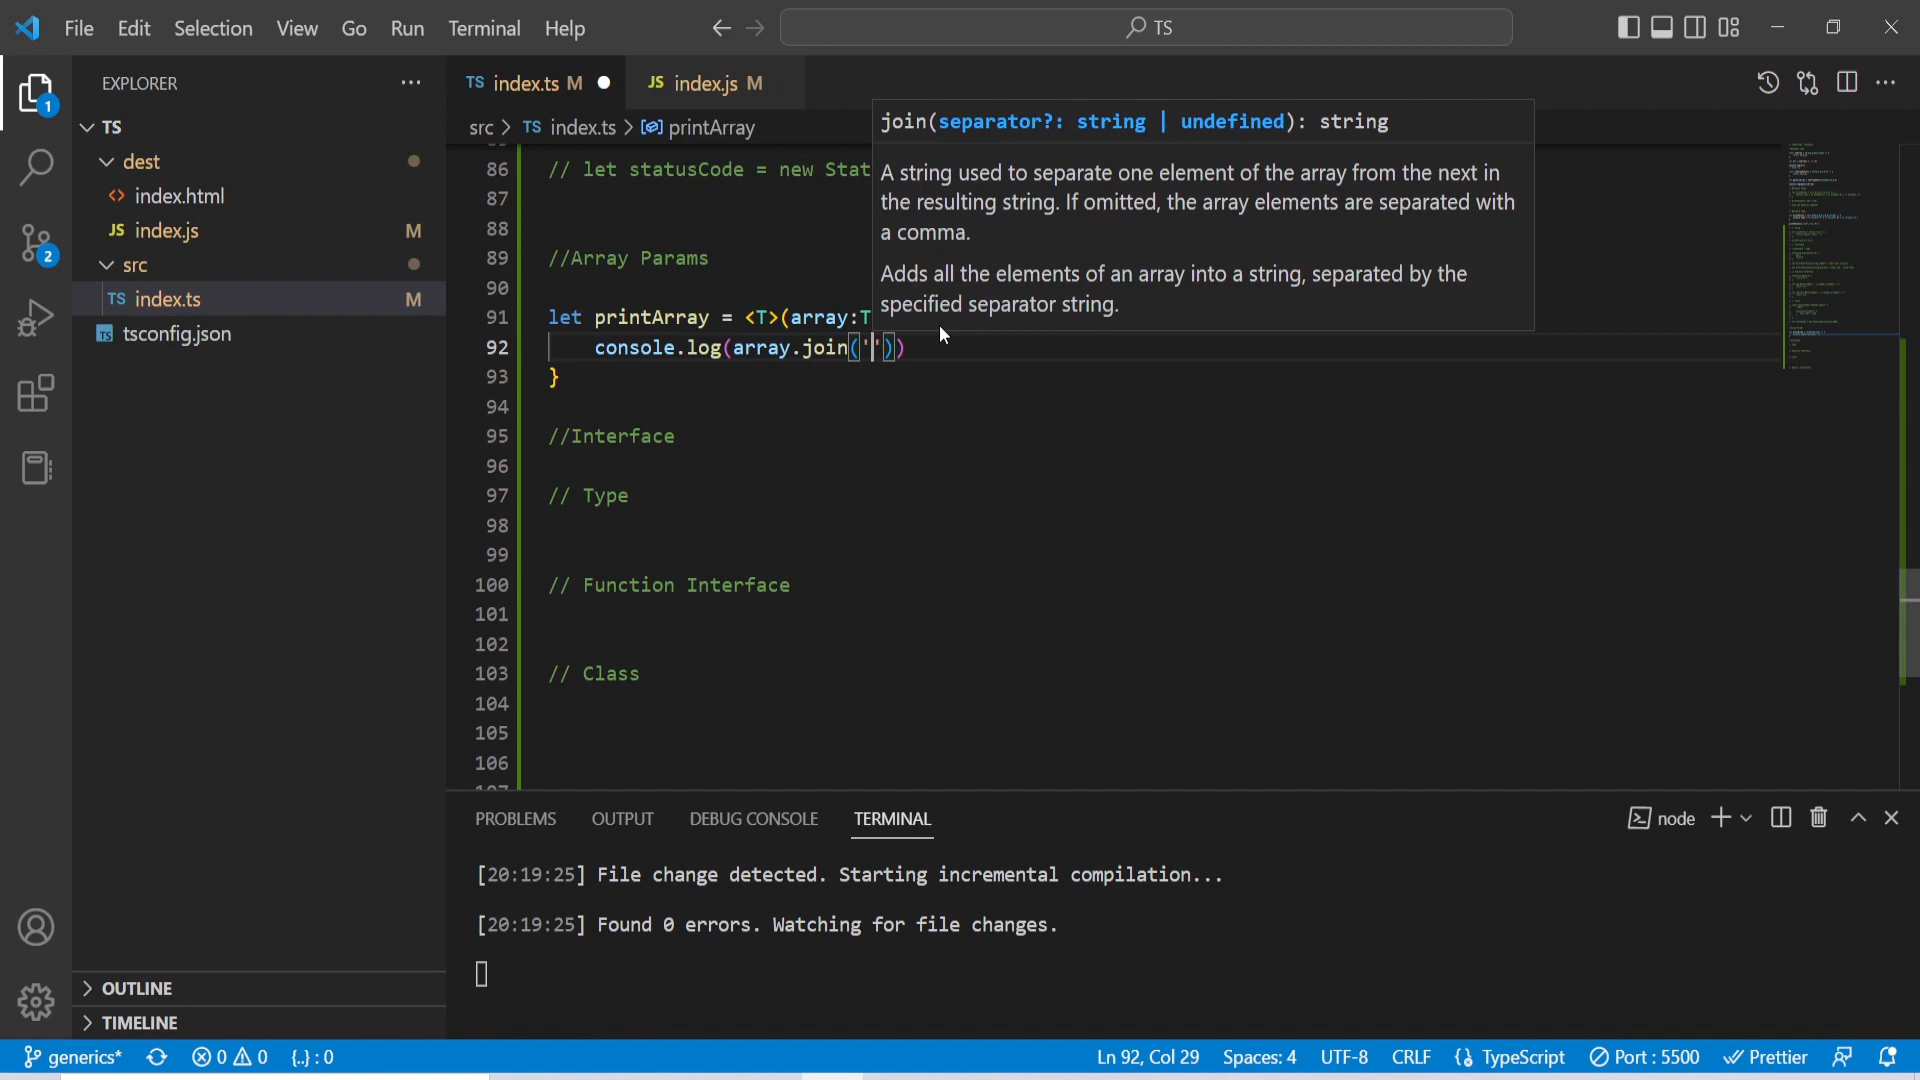 File Edit Selection View Go Run Terminal Help
TS
EXPLORER
TS
dest
index.html
JS index.js M
src
TS index.ts M
tsconfig.json
OUTLINE
TIMELINE
1
2
TS index.ts M
JS index.js M
src > TS index.ts > printArray
join(separator?: string | undefined): string
A string used to separate one element of the array from the next in
the resulting string. If omitted, the array elements are separated with
a comma.
Adds all the elements of an array into a string, separated by the
specified separator string.
86 // let statusCode = new Stat
87
88
89 //Array Params
90
91 let printArray = <T>(array:T
92 console.log(array.join(''))
93 }
94
95 //Interface
96
97 // Type
98
99
100 // Function Interface
101
102
103 // Class
104
105
106
PROBLEMS OUTPUT DEBUG CONSOLE TERMINAL
node
[20:19:25] File change detected. Starting incremental compilation...
[20:19:25] Found 0 errors. Watching for file changes.
generics* 0 0 {..} : 0
Ln 92, Col 29 Spaces: 4 UTF-8 CRLF {} TypeScript Port : 5500 Prettier